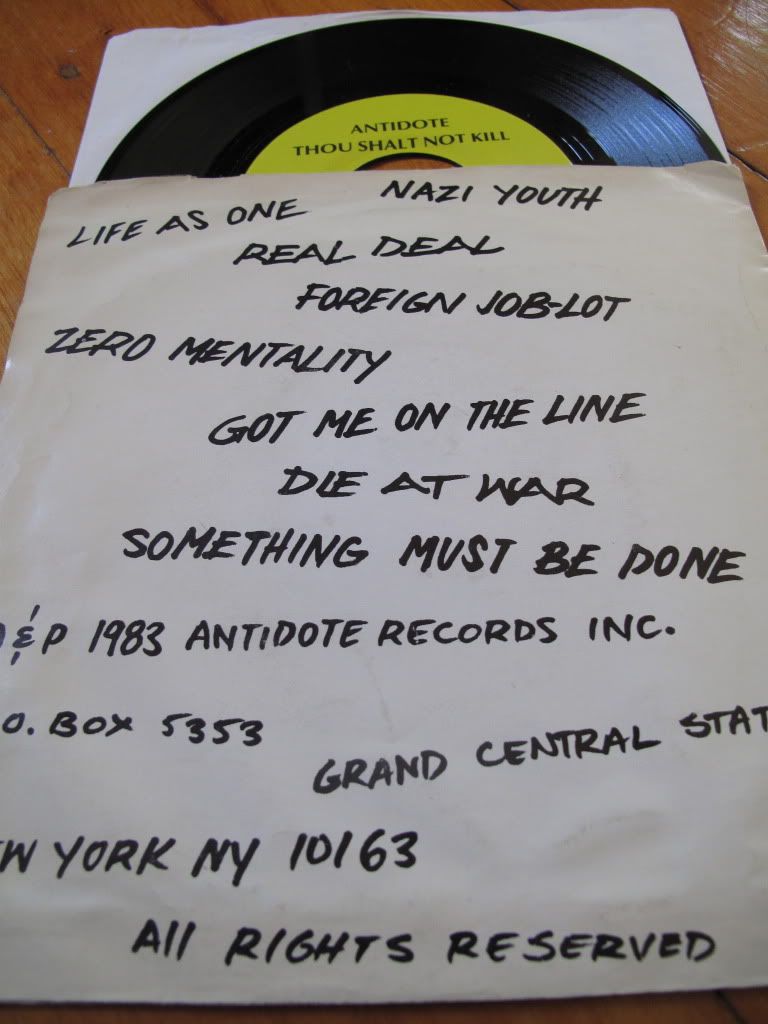 ANTIDOTE
THOU SHALT NOT KILL
LIFE AS ONE NAZI YOUTH
REAL DEAL
FOREIGN JOB-LOT
ZERO MENTALITY
GOT ME ON THE LINE
DIE AT WAR
SOMETHING MUST BE DONE
&P 1983 ANTIDOTE RECORDS INC.
O. BOX 5353
GRAND CENTRAL STAT
EW YORK NY 10163
All RIGHTS RESERVED